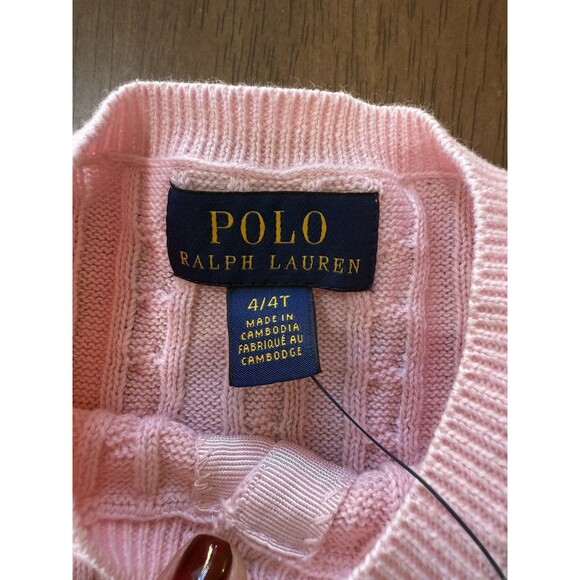 POLO
RALPH LAUREN
4/4T
MADE IN
CAMBODIA
FABRIQUÉ AU
CAMBODGE